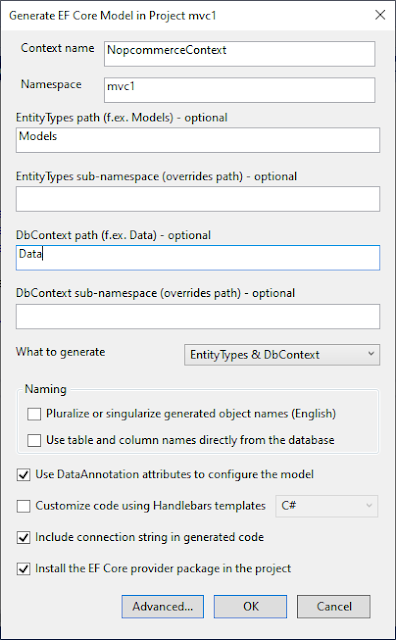 Generate EF Core Model in Project mvc1
Context name NopcommerceContext
Namespace mvc1
EntityTypes path (f.ex. Models) - optional
Models
EntityTypes sub-namespace (overrides path) - optional
DbContext path (f.ex. Data) - optional
Data
DbContext sub-namespace (overrides path) - optional
What to generate EntityTypes & DbContext
Naming
Pluralize or singularize generated object names (English)
Use table and column names directly from the database
Use DataAnnotation attributes to configure the model
Customize code using Handlebars templates C#
Include connection string in generated code
Install the EF Core provider package in the project
Advanced... OK Cancel